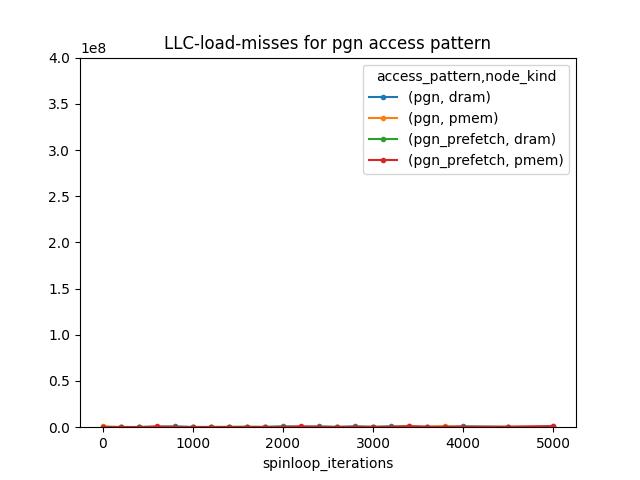 LLC-load-misses for pgn access pattern
1e8
4.0
3.5
3.0
2.5
2.0
1.5
1.0
0.5
0.0
access_pattern,node_kind
(pgn, dram)
(pgn, pmem)
(pgn_prefetch, dram)
(pgn_prefetch, pmem)
0 1000 2000 3000 4000 5000
spinloop_iterations